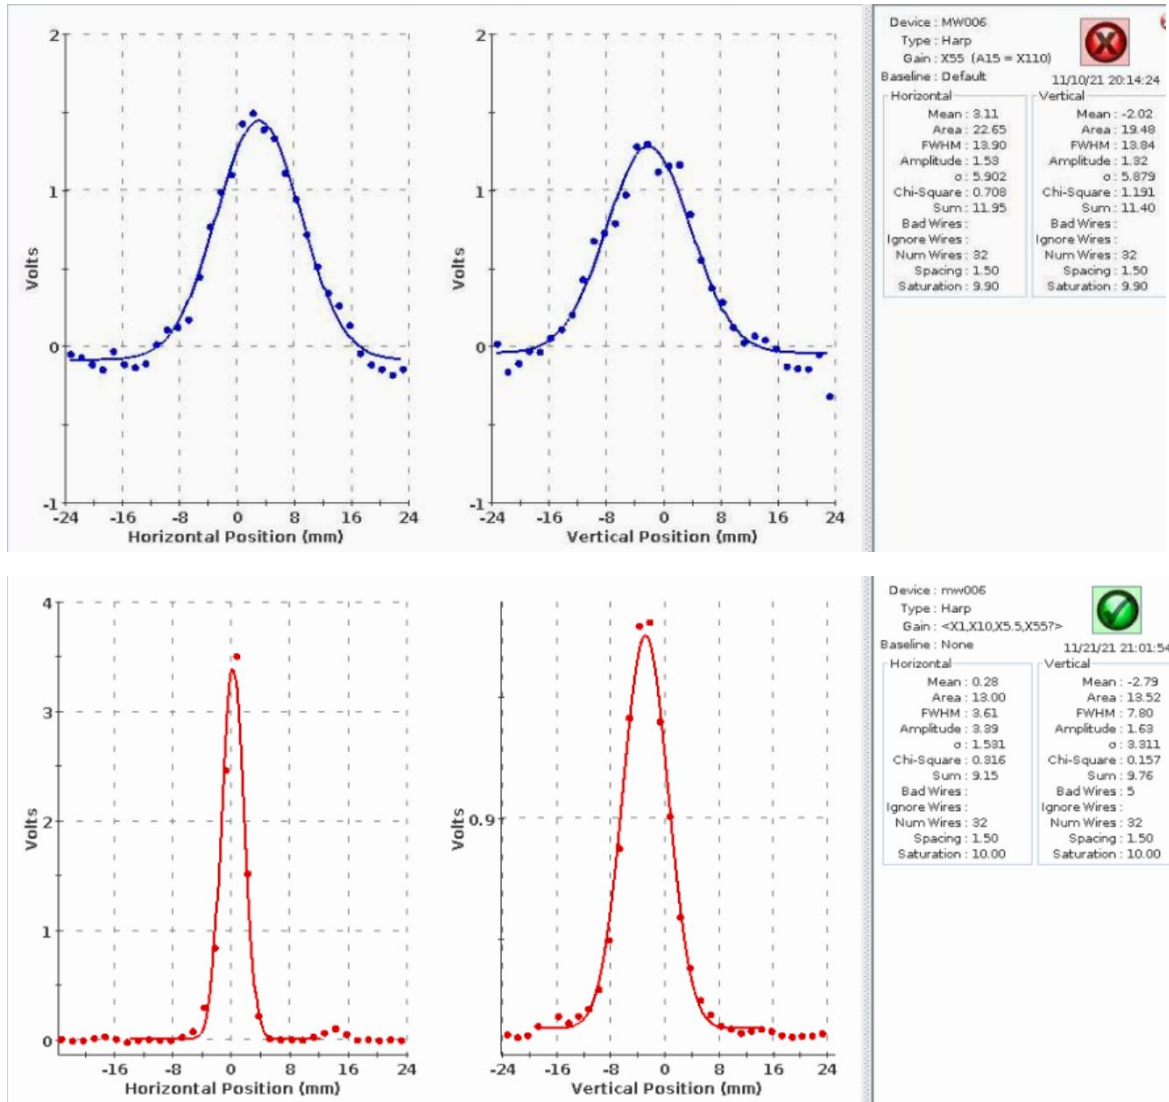 2
1
0
-1
Volts
-24 -16 -8 0 8 16 24
Horizontal Position (mm)
2
1
0
-1
Volts
-24 -16 -8 0 8 16 24
Vertical Position (mm)
Device : MW006
Type : Harp
Gain : X55 (A15 = X110)
Baseline : Default
11/10/21 20:14:24
Horizontal
Mean : 3.11
Area : 22.65
FWHM : 13.90
Amplitude : 1.53
σ : 5.902
Chi-Square : 0.708
Sum : 11.95
Bad Wires :
Ignore Wires :
Num Wires : 32
Spacing : 1.50
Saturation : 9.90
Vertical
Mean : -2.02
Area : 19.48
FWHM : 13.84
Amplitude : 1.32
σ : 5.879
Chi-Square : 1.191
Sum : 11.40
Bad Wires :
Ignore Wires :
Num Wires : 32
Spacing : 1.50
Saturation : 9.90
4
3
2
1
0
Volts
-16 -8 0 8 16 24
Horizontal Position (mm)
0.9
Volts
-24 -16 -8 0 8 16 24
Vertical Position (mm)
Device : mw006
Type : Harp
Gain : <X1,X10,X5.5,X55?>
Baseline : None
11/21/21 21:01:54
Horizontal
Mean : 0.28
Area : 13.00
FWHM : 3.61
Amplitude : 3.39
σ : 1.531
Chi-Square : 0.316
Sum : 9.15
Bad Wires :
Ignore Wires :
Num Wires : 32
Spacing : 1.50
Saturation : 10.00
Vertical
Mean : -2.79
Area : 13.52
FWHM : 7.80
Amplitude : 1.63
σ : 3.311
Chi-Square : 0.157
Sum : 9.76
Bad Wires : 5
Ignore Wires :
Num Wires : 32
Spacing : 1.50
Saturation : 10.00